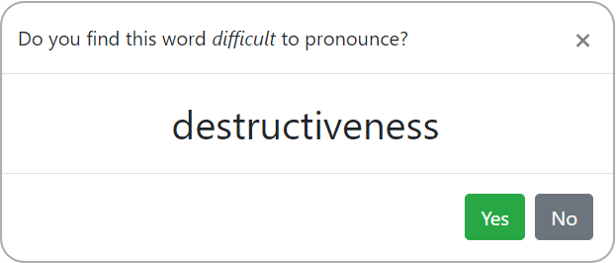 Do you find this word difficult to pronounce? ×
destructiveness
Yes No